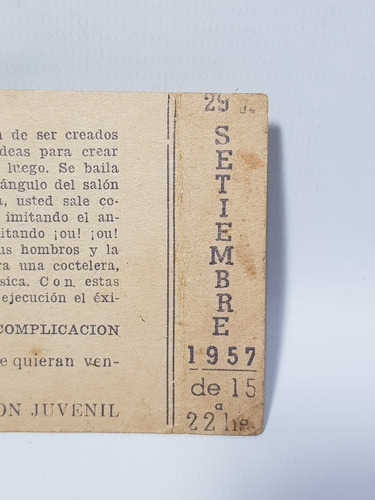 de ser creados
deas para crear
luego. Se baila
ángulo del salón
, usted sale co-
imitando el an-
itando ¡ou! ¡ou!
us hombros y la
ra una coctelera,
sica. Con estas
ejecución el éxi-
COMPLICACION
e quieran ven-
ON JUVENIL
29 de
SETIEMBRE
1957
de 15
a
22 hs.